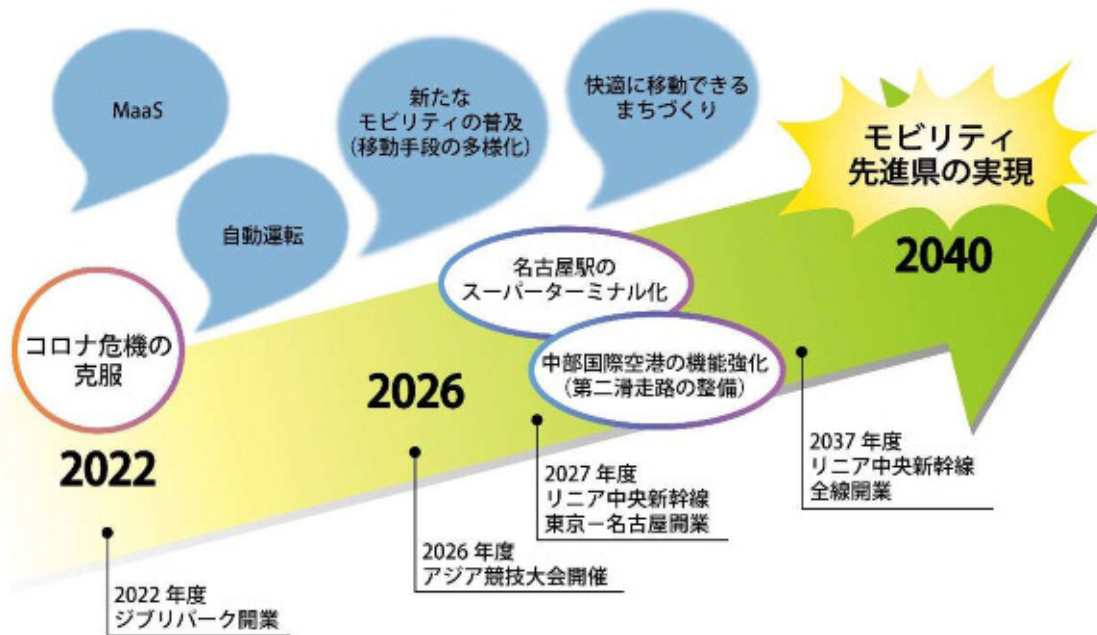 MaaS
自動運転
新たな
モビリティの普及
(移動手段の多様化)
快適に移動できる
まちづくり
モビリティ
先進県の実現
2040
名古屋駅の
スーパーターミナル化
中部国際空港の機能強化
(第二滑走路の整備)
コロナ危機の
克服
2022
2026
2022 年度
ジブリパーク開業
2026 年度
アジア競技大会開催
2027 年度
リニア中央新幹線
東京－名古屋開業
2037 年度
リニア中央新幹線
全線開業